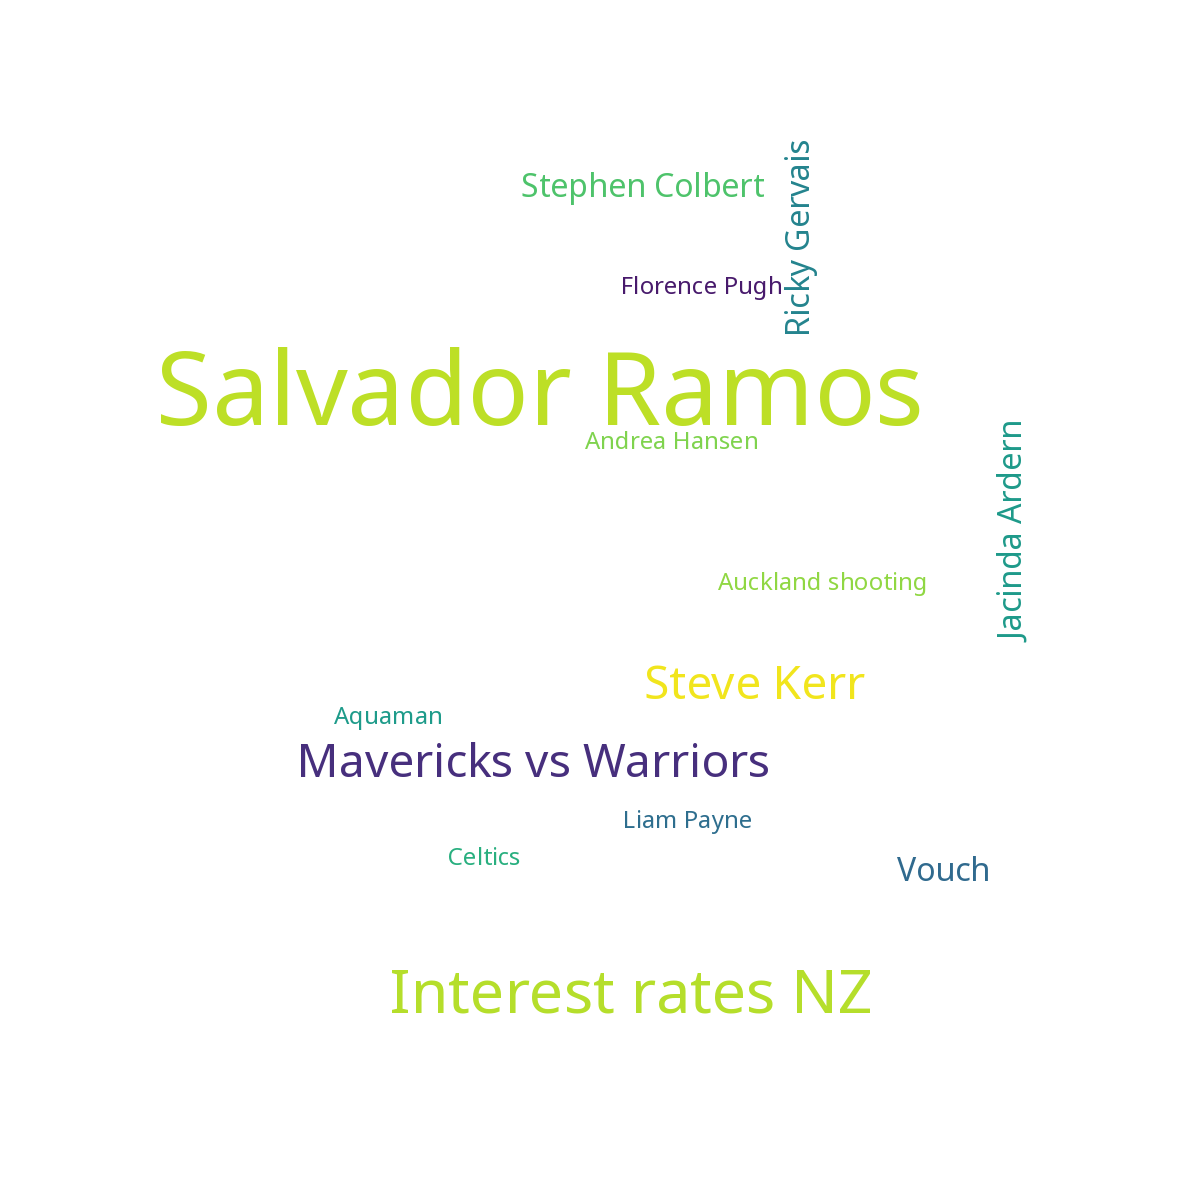 Stephen Colbert
Ricky Gervais
Florence Pugh
Salvador Ramos
Andrea Hansen
Jacinda Ardern
Auckland shooting
Steve Kerr
Aquaman
Mavericks vs Warriors
Liam Payne
Celtics
Vouch
Interest rates NZ